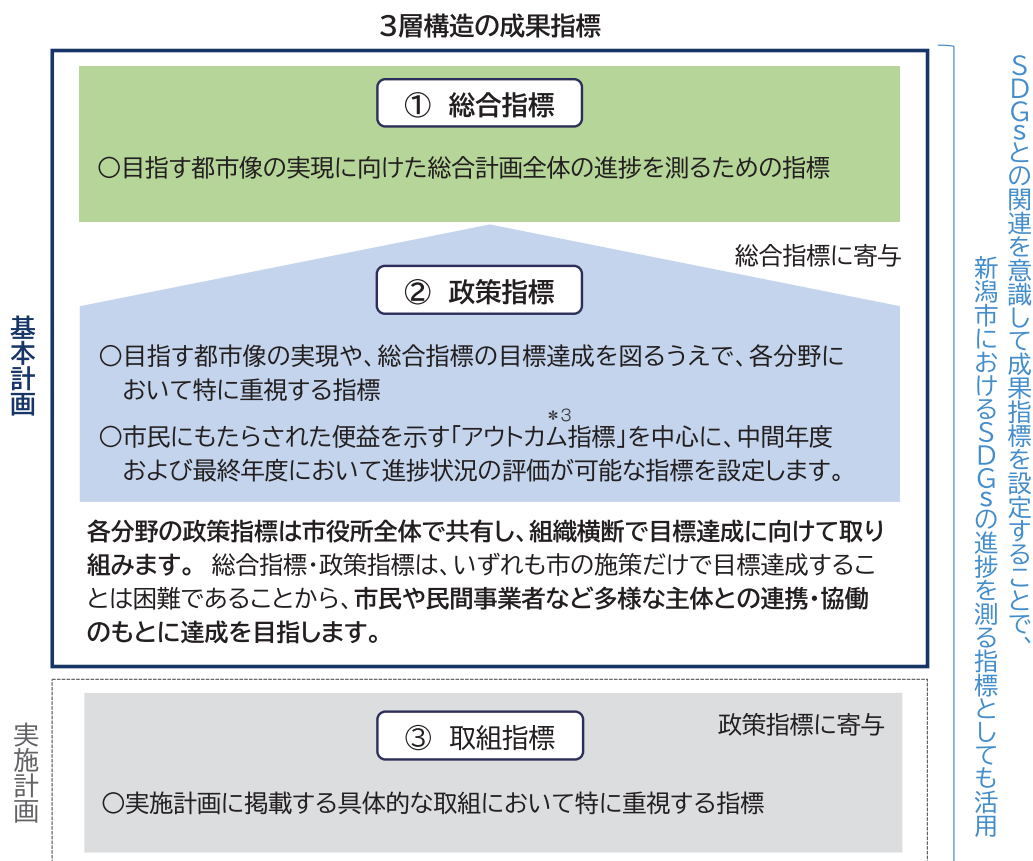 3層構造の成果指標
基本計画
① 総合指標
〇目指す都市像の実現に向けた総合計画全体の進捗を測るための指標
総合指標に寄与
② 政策指標
〇目指す都市像の実現や、総合指標の目標達成を図るうえで、各分野に
おいて特に重視する指標
〇市民にもたらされた便益を示す「アウトカム指標」を中心に、中間年度
*3
および最終年度において進捗状況の評価が可能な指標を設定します。
各分野の政策指標は市役所全体で共有し、組織横断で目標達成に向けて取り
組みます。 総合指標・政策指標は、いずれも市の施策だけで目標達成するこ
とは困難であることから、市民や民間事業者など多様な主体との連携・協働
のもとに達成を目指します。
実施計画
政策指標に寄与
③ 取組指標
〇実施計画に掲載する具体的な取組において特に重視する指標
SDGsとの関連を意識して成果指標を設定することで、
新潟市におけるSDGsの進捗を測る指標としても活用